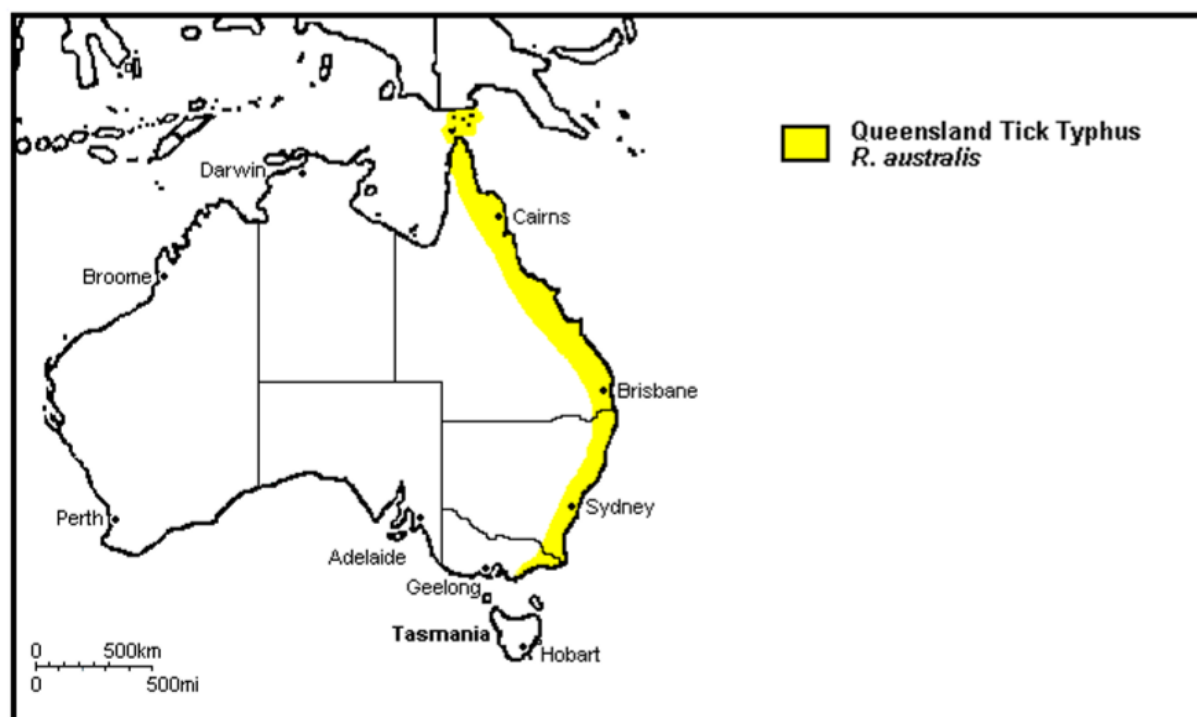 Queensland Tick Typhus
R. australis
Darwin
Cairns
Broome
Brisbane
Sydney
Perth
Adelaide
Geelong
Tasmania
Hobart
0 500km
0 500mi